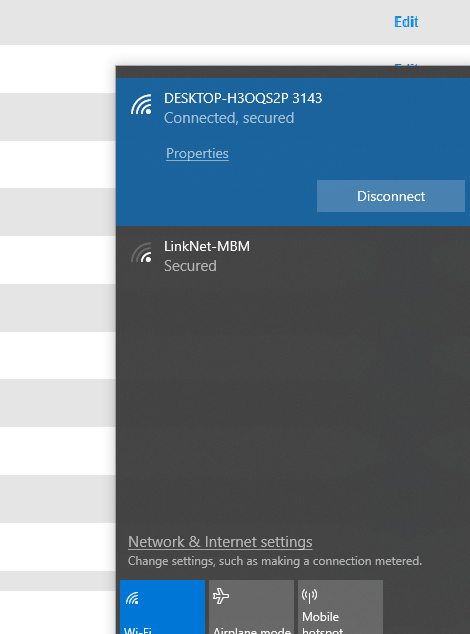 Edit
Edit
DESKTOP-H3OQS2P 3143
Connected, secured
Properties
Disconnect
LinkNet-MBM
Secured
Network & Internet settings
Change settings, such as making a connection metered.
Wi-Fi
Airplane mode
Mobile
hotspot